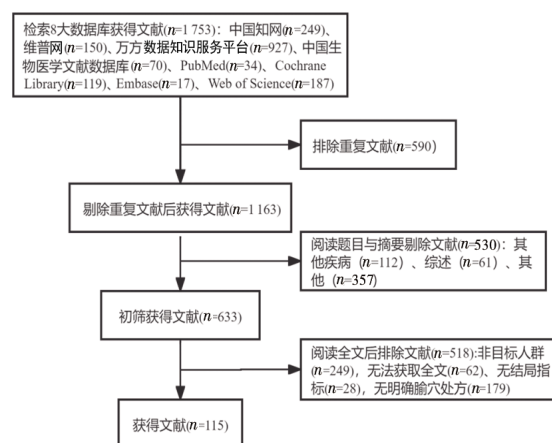 检索8大数据库获得文献(n=1 753)：中国知网(n=249)、
维普网(n=150)、万方数据知识服务平台(n=927)、中国生
物医学文献数据库(n=70)、PubMed(n=34)、Cochrane
Library(n=119)、Embase(n=17)、Web of Science(n=187)
排除重复文献(n=590）
剔除重复文献后获得文献(n=1 163)
阅读题目与摘要剔除文献(n=530)：其
他疾病（n=112）、综述（n=61）、其
他（n=357）
初筛获得文献(n=633)
阅读全文后排除文献(n=518):非目标人群
(n=249)，无法获取全文(n=62)、无结局指
标(n=28)，无明确腧穴处方(n=179)
获得文献(n=115)